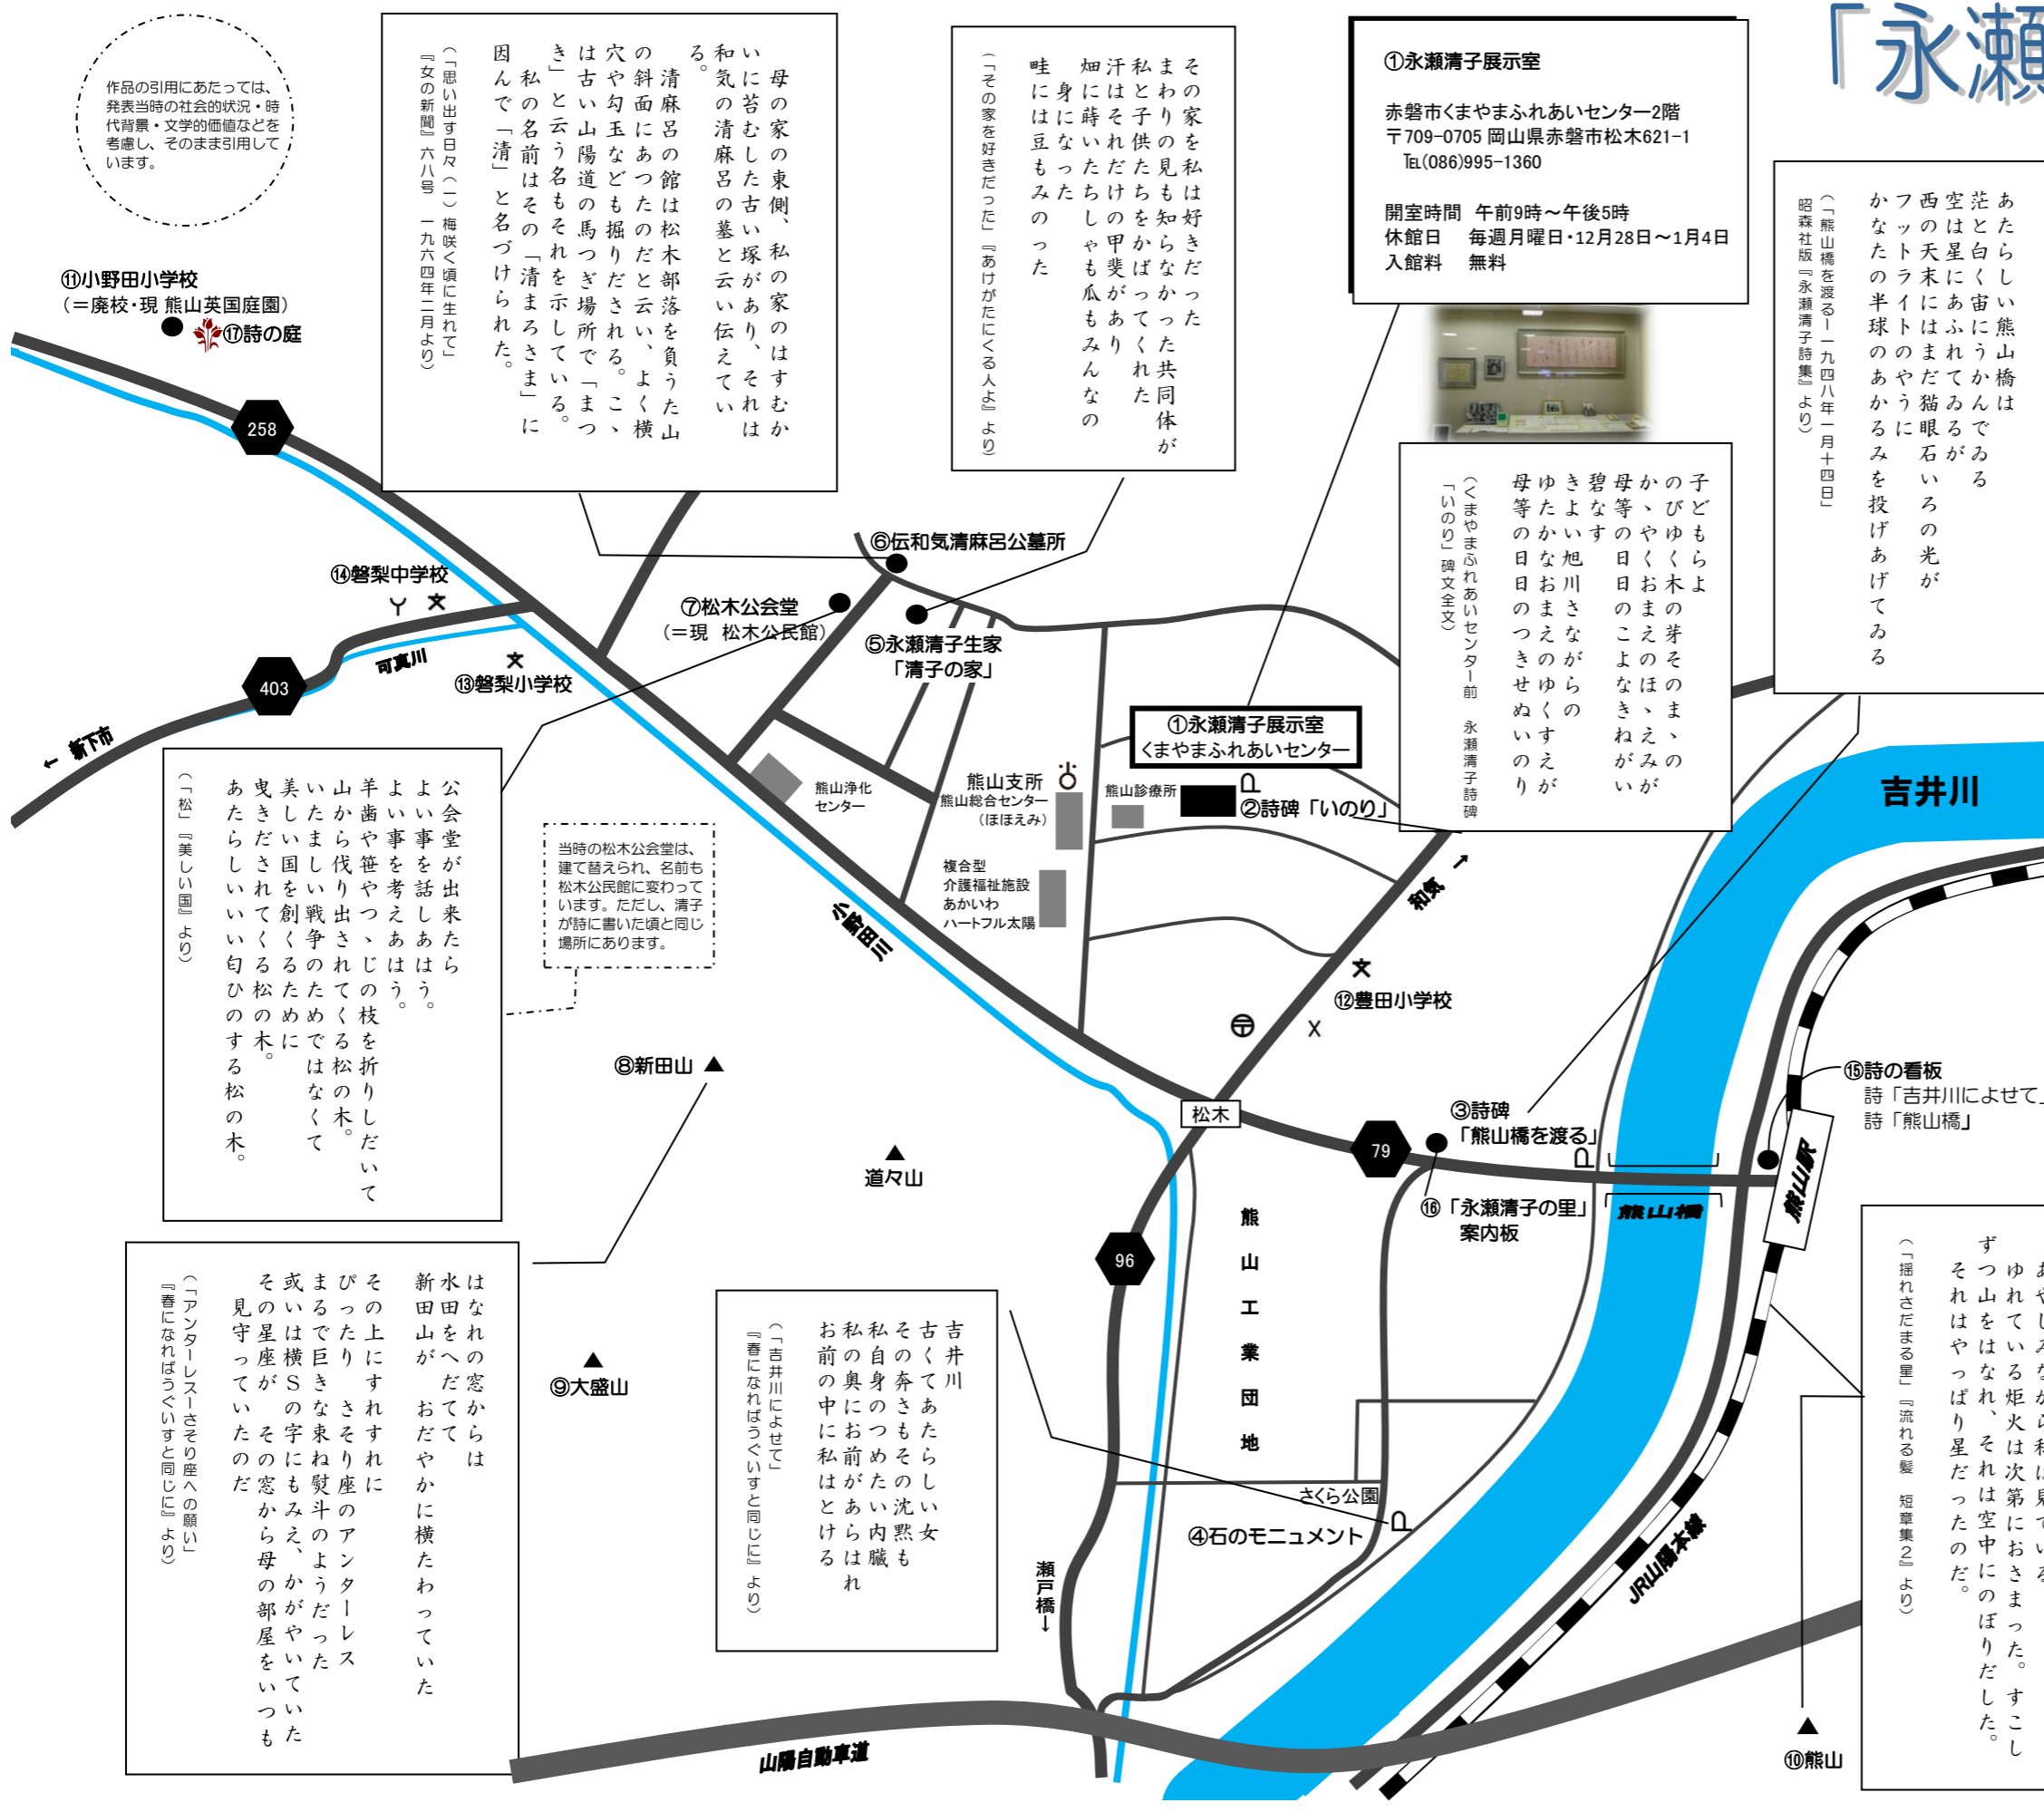 「永瀬
作品の引用にあたっては、
発表当時の社会的状況・時
代背景・文学的価値などを
考慮し、そのまま引用して
います。
母の家の東側、私の家のはすむか
いに苔むした古い塚があり、それは
和気の清麻呂の墓と云い伝えてい
る。
清麻呂の館は松木部落を負うた山
の斜面にあつたのだと云い、よく横
穴や勾玉なども掘りだされる。こゝ
は古い山陽道の馬つぎ場所で「まつ
き」と云う名もそれを示している。
私の名前はその「清まろさま」に
因んで「清」と名づけられた。
（「思い出す日々（一）梅咲く頃に生れて」
『女の新聞』六八号　一九六四年二月より）
その家を私は好きだった
まわりの見も知らなかった共同体が
私と子供たちをかばってくれた
汗はそれだけの甲斐があり
畑に蒔いたちしゃも瓜もみんなの
身になった
畦には豆もみのった
（「その家を好きだった」『あけがたにくる人よ』より）
①永瀬清子展示室
赤磐市くまやまふれあいセンター2階
〒709-0705 岡山県赤磐市松木621-1
℡(086)995-1360
開室時間　午前9時～午後5時
休館日　毎週月曜日・12月28日～1月4日
入館料　無料
あたらしい熊山橋は
茫と白く宙にうかんでゐる
空は星にあふれてゐるが
西の天末にはまだ猫眼石いろの光が
フットライトのやうに
かなたの半球のあかるみを投げあげてゐる
（「熊山橋を渡るー一九四八年一月十四日」
昭森社版『永瀬清子詩集』より）
子どもらよ
のびゆく木の芽そのまゝの
かゝやくおまえのほゝえみが
母等の日日のこよなきねがい
碧なす
きよい旭川さながらの
ゆたかなおまえのゆくすえが
母等の日日のつきせぬいのり
（くまやまふれあいセンター前　永瀬清子詩碑
「いのり」碑文全文）
⑪小野田小学校
（＝廃校・現 熊山英国庭園）
⑰詩の庭
258
⑭磐梨中学校
403
可真川
⑬磐梨小学校
← 新下市
⑥伝和気清麻呂公墓所
⑦松木公会堂
（＝現　松木公民館）
⑤永瀬清子生家
「清子の家」
①永瀬清子展示室
くまやまふれあいセンター
熊山浄化
センター
熊山支所
熊山総合センター
（ほほえみ）
熊山診療所
②詩碑「いのり」
複合型
介護福祉施設
あかいわ
ハートフル太陽
和気 →
吉井川
小野田川
公会堂が出来たら
よい事を話しあはう。
よい事を考えあはう。
羊歯や笹やつゝじの枝を折りしだいて
山から伐り出されてくる松の木。
いたましい戦争のためではなくて
美しい国を創くるために
曳きだされてくる松の木。
あたらしいいい匂ひのする松の木。
（「松」『美しい国』より）
当時の松木公会堂は、
建て替えられ、名前も
松木公民館に変わって
います。ただし、清子
が詩に書いた頃と同じ
場所にあります。
⑫豊田小学校
X
⑧新田山
道々山
松木
79
③詩碑
「熊山橋を渡る」
⑯「永瀬清子の里」
案内板
熊山橋
⑮詩の看板
詩「吉井川によせて」
詩「熊山橋」
熊山駅
96
熊山工業団地
はなれの窓からは
水田をへだてて
新田山が　おだやかに横たわっていた
その上にすれすれに
ぴったり　さそり座のアンターレス
まるで巨きな束ね熨斗のようだった
或いは横Ｓの字にもみえ、かがやいていた
その星座が　その窓から母の部屋をいつも
見守っていたのだ
（「アンターレスーさそり座への願い」
『春になればうぐいすと同じに』より）
⑨大盛山
吉井川
古くてあたらしい女
その奔さもその沈黙も
私自身のつめたい内臓
私の奥にお前があらはれ
お前の中に私はとける
（「吉井川によせて」
『春になればうぐいすと同じに』より）
さくら公園
④石のモニュメント
瀬戸橋→
JR山陽本線
山陽自動車道
ゆれている炬火は次第におさまった。すこし
ずつ山をはなれ、それは空中にのぼりだした。
それはやっぱり星だったのだ。
（「揺れさだまる星」『流れる髪　短章集２』より）
⑩熊山